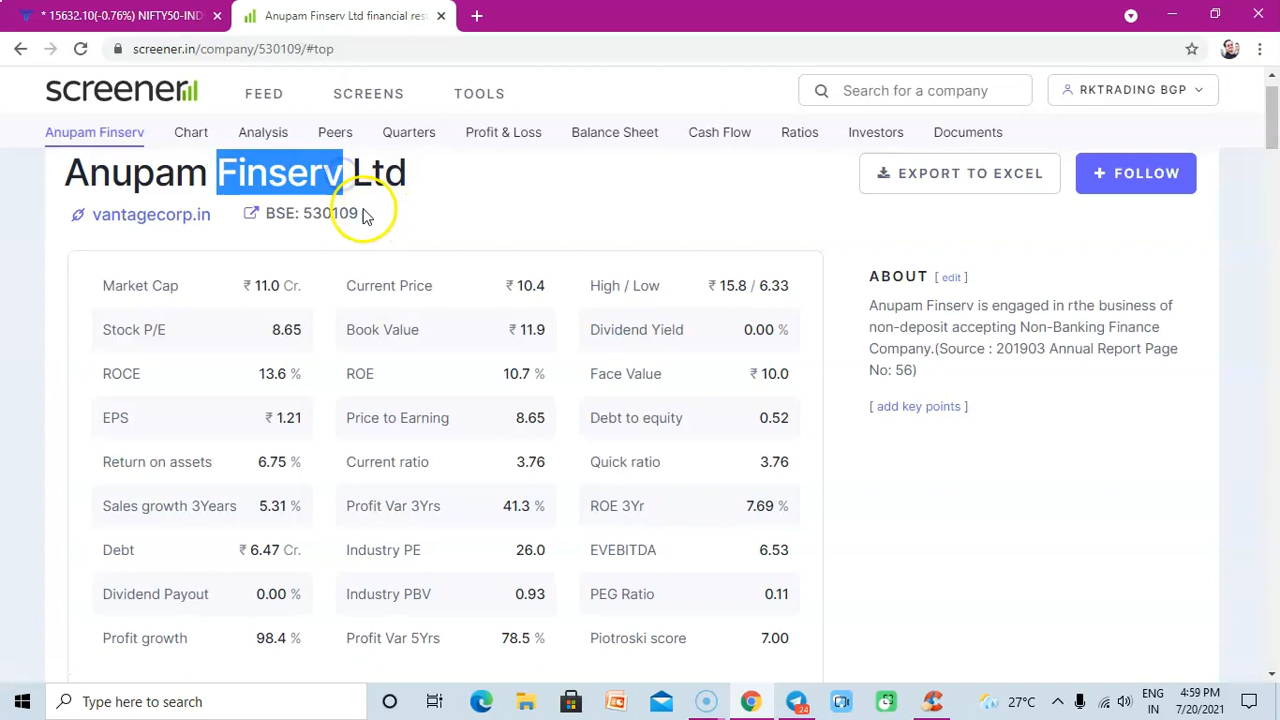 * 15632.10(-0.76%) NIFTY50-IND
Anupam Finserv Ltd financial res
screener.in/company/530109/#top
screener
FEED SCREENS TOOLS
Search for a company
RKTRADING BGP
Anupam Finserv Chart Analysis Peers Quarters Profit & Loss Balance Sheet Cash Flow Ratios Investors Documents
Anupam Finserv Ltd
EXPORT TO EXCEL
+ FOLLOW
vantagecorp.in BSE: 530109
Market Cap ₹ 11.0 Cr. Current Price ₹ 10.4 High / Low ₹ 15.8 / 6.33
Stock P/E 8.65 Book Value ₹ 11.9 Dividend Yield 0.00 %
ROCE 13.6 % ROE 10.7 % Face Value ₹ 10.0
EPS ₹ 1.21 Price to Earning 8.65 Debt to equity 0.52
Return on assets 6.75 % Current ratio 3.76 Quick ratio 3.76
Sales growth 3Years 5.31 % Profit Var 3Yrs 41.3 % ROE 3Yr 7.69 %
Debt ₹ 6.47 Cr. Industry PE 26.0 EVEBITDA 6.53
Dividend Payout 0.00 % Industry PBV 0.93 PEG Ratio 0.11
Profit growth 98.4 % Profit Var 5Yrs 78.5 % Piotroski score 7.00
ABOUT [ edit ]
Anupam Finserv is engaged in rthe business of
non-deposit accepting Non-Banking Finance
Company.(Source : 201903 Annual Report Page
No: 56)
[ add key points ]
Type here to search
24
27°C
ENG
IN
4:59 PM
7/20/2021